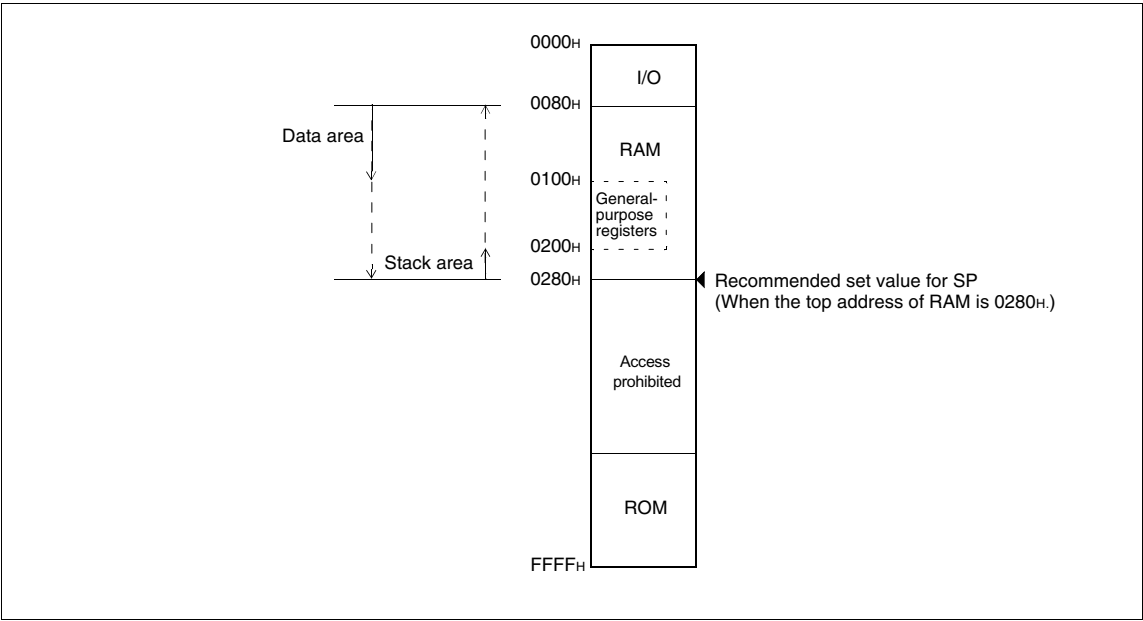 0000H
I/O
0080H
Data area
RAM
0100H
General-
purpose
registers
0200H
Stack area
0280H
Recommended set value for SP
(When the top address of RAM is 0280H.)
Access
prohibited
ROM
FFFFH